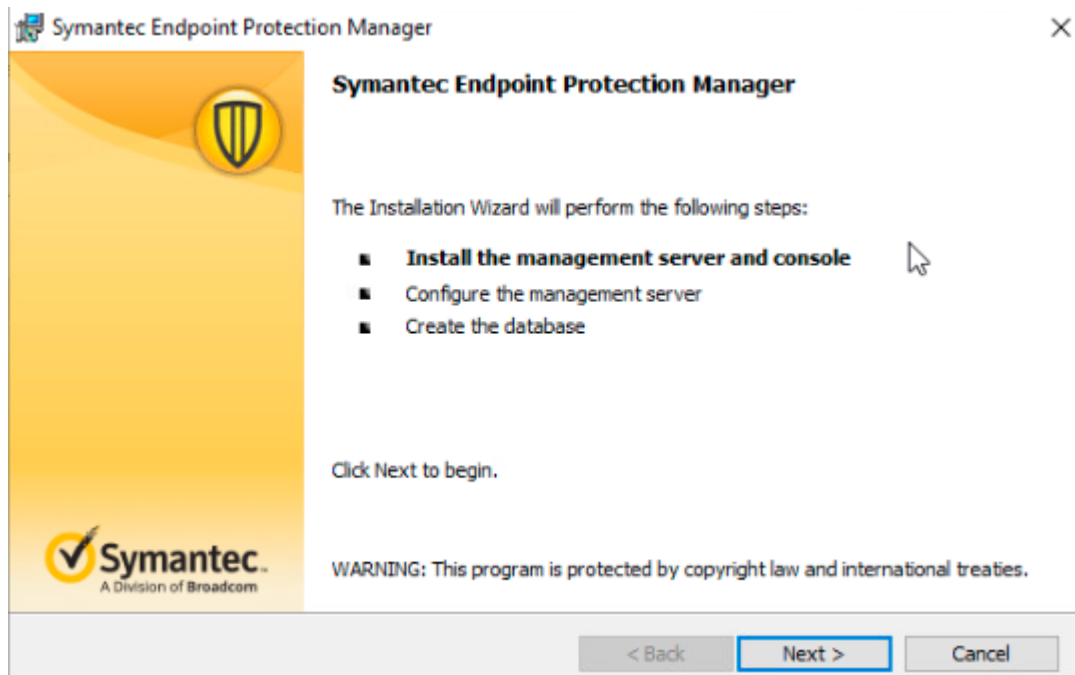 Symantec Endpoint Protection Manager
Symantec Endpoint Protection Manager
The Installation Wizard will perform the following steps:
Install the management server and console
Configure the management server
Create the database
Click Next to begin.
Symantec.
A Division of Broadcom
WARNING: This program is protected by copyright law and international treaties.
< Back
Next >
Cancel